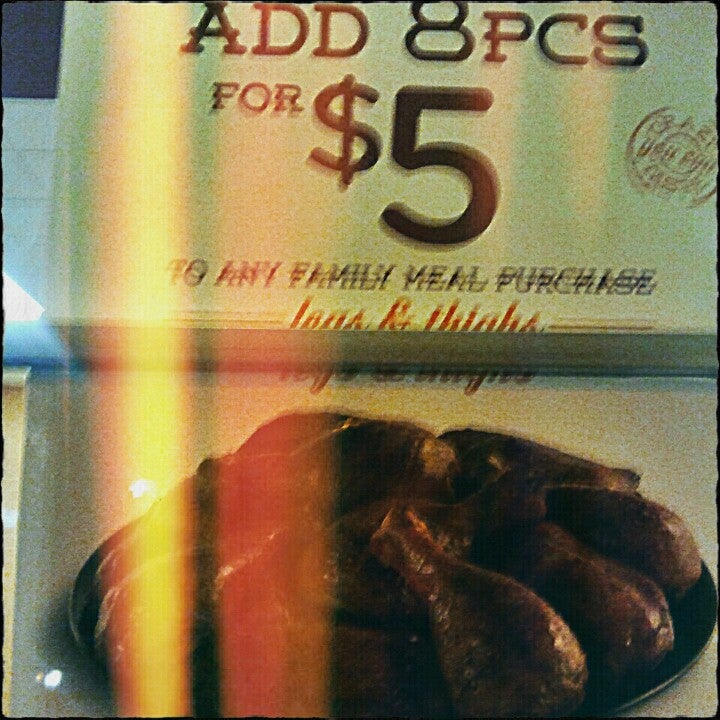 ADD 8PCS
FOR $5
TO ANY FAMILY MEAL PURCHASE
legs & thighs